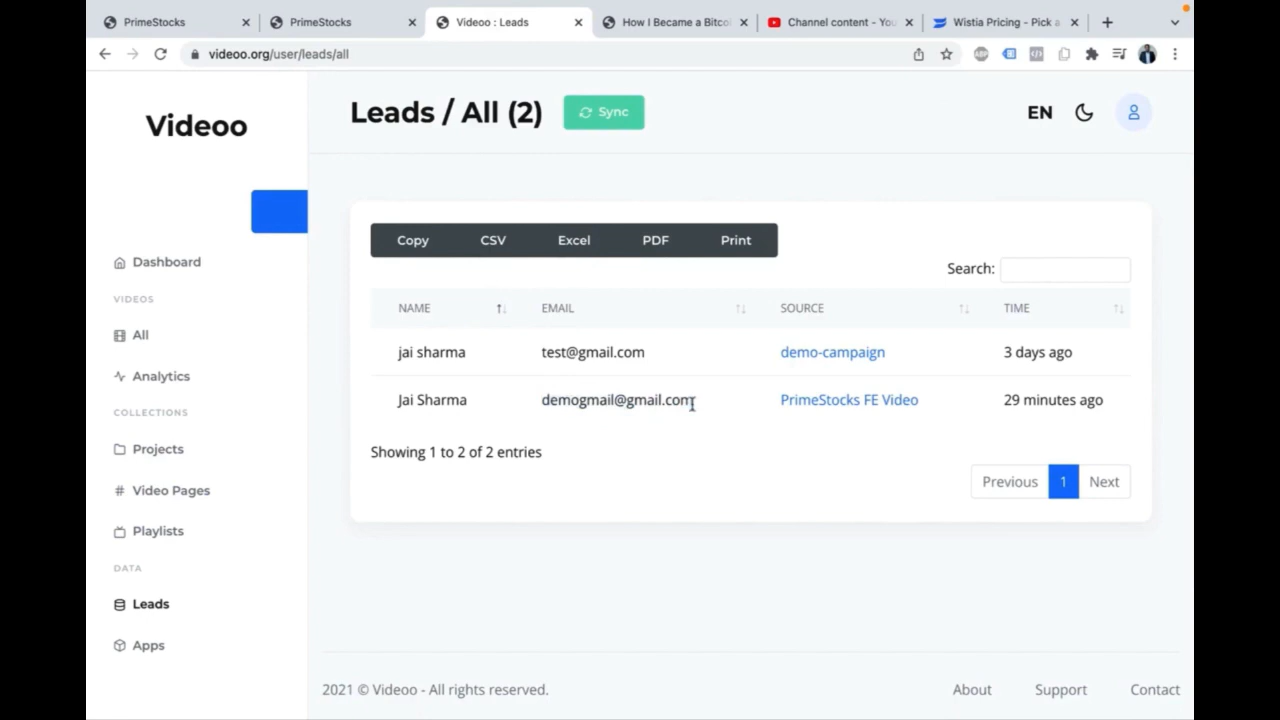 PrimeStocks PrimeStocks Videoo : Leads How I Became a Bitco Channel content - You Wistia Pricing - Pick a
videoo.org/user/leads/all
Videoo
Leads / All (2) Sync EN
Dashboard
VIDEOS
All
Analytics
COLLECTIONS
Projects
Video Pages
Playlists
DATA
Leads
Apps
Copy CSV Excel PDF Print
Search:
NAME EMAIL SOURCE TIME
jai sharma test@gmail.com demo-campaign 3 days ago
Jai Sharma demogmail@gmail.com PrimeStocks FE Video 29 minutes ago
Showing 1 to 2 of 2 entries
Previous 1 Next
2021 © Videoo - All rights reserved. About Support Contact